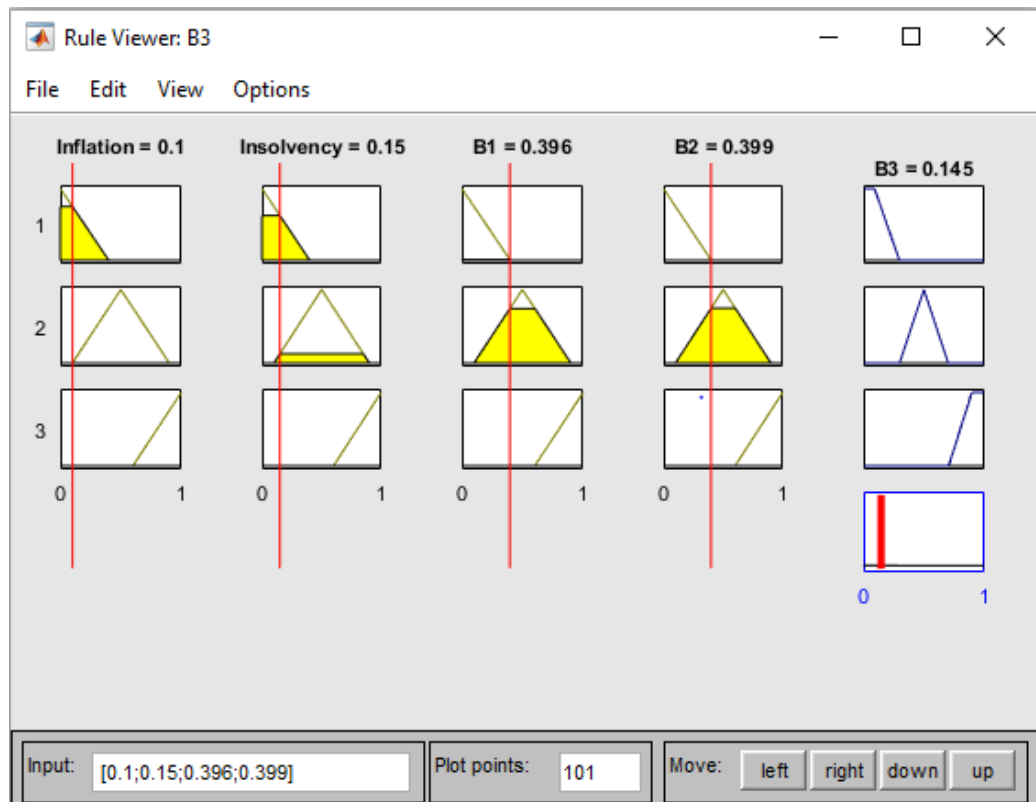 Rule Viewer: B3
File Edit View Options
Inflation = 0.1 Insolvency = 0.15 B1 = 0.396 B2 = 0.399 B3 = 0.145
1
2
3
0 1 0 1 0 1 0 1
0 1
Input: [0.1;0.15;0.396;0.399] Plot points: 101 Move: left right down up